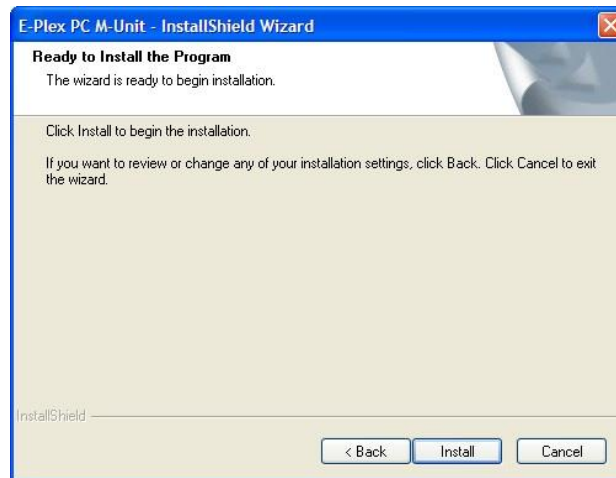 E-Plex PC M-Unit - InstallShield Wizard
Ready to Install the Program
The wizard is ready to begin installation.
Click Install to begin the installation.
If you want to review or change any of your installation settings, click Back. Click Cancel to exit
the wizard.
InstallShield
< Back Install Cancel